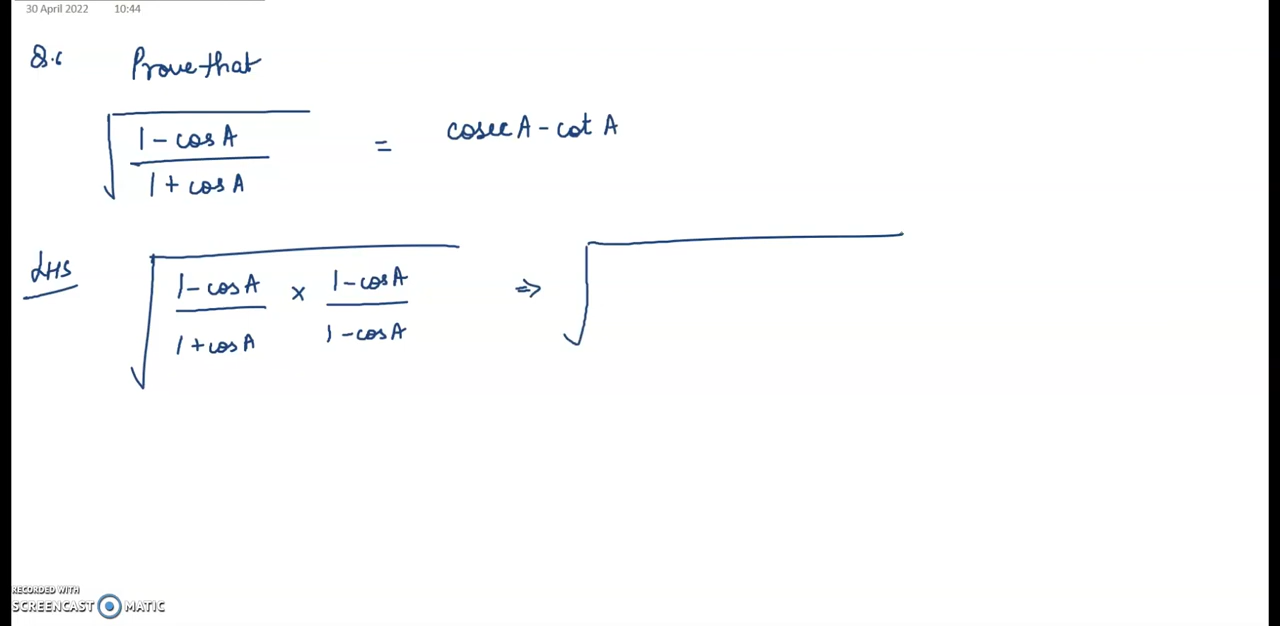 30 April 2022 10:44
Q.6 Prove that
√((1 - cos A)/(1 + cos A)) = cosec A - cot A
LHS √((1 - cos A)/(1 + cos A) × (1 - cos A)/(1 - cos A)) ⇒ √
RECORDED WITH
SCREENCAST MATIC